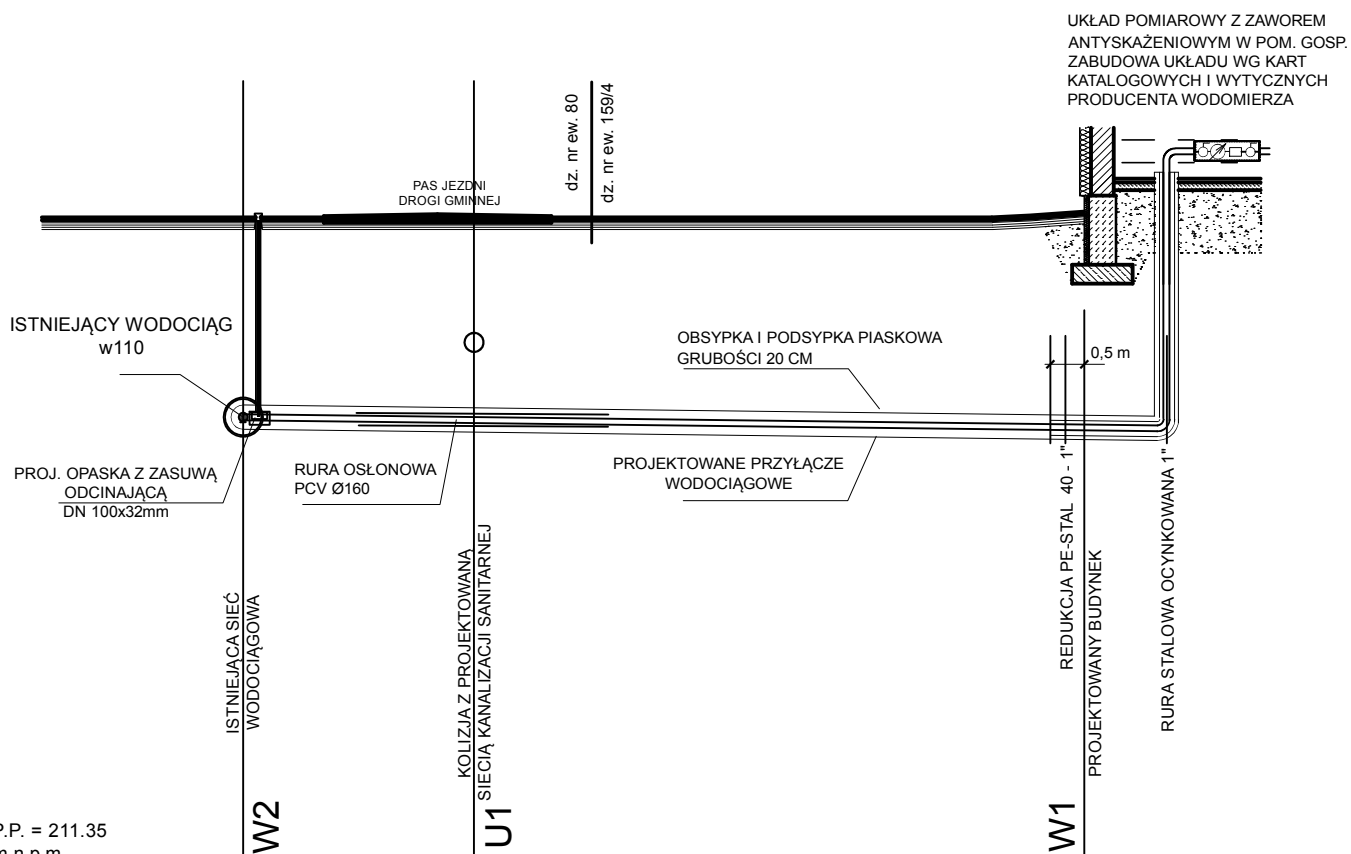 UKŁAD POMIAROWY Z ZAWOREM
ANTYSKAŻENIOWYM W POM. GOSP.
ZABUDOWA UKŁADU WG KART
KATALOGOWYCH I WYTYCZNYCH
PRODUCENTA WODOMIERZA
dz. nr ew. 80
dz. nr ew. 159/4
PAS JEZDNI
DROGI GMINNEJ
ISTNIEJĄCY WODOCIĄG
w110
OBSYPKA I PODSYPKA PIASKOWA
GRUBOŚCI 20 CM
0,5 m
PROJ. OPASKA Z ZASUWĄ
ODCINAJĄCĄ
DN 100x32mm
RURA OSŁONOWA
PCV Ø160
PROJEKTOWANE PRZYŁĄCZE
WODOCIĄGOWE
ISTNIEJĄCA SIEĆ
WODOCIĄGOWA
KOLIZJA Z PROJEKTOWANĄ
SIECIĄ KANALIZACJI SANITARNEJ
REDUKCJA PE-STAL 40 - 1"
PROJEKTOWANY BUDYNEK
RURA STALOWA OCYNKOWANA 1"
W2
U1
W1
P.P. = 211.35
m n.p.m.